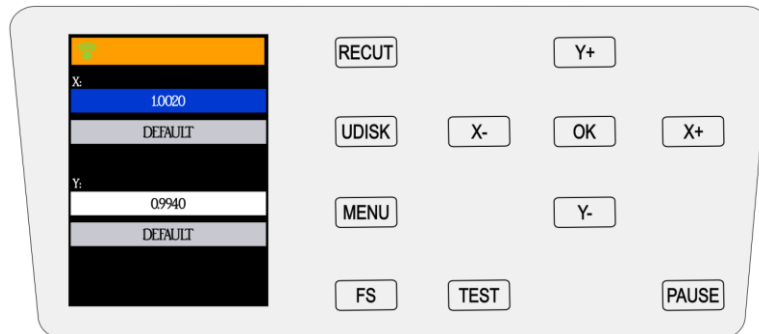 X:
1.0020
DEFAULT
Y:
0.9940
DEFAULT
RECUT
Y+
UDISK
X-
OK
X+
MENU
Y-
FS
TEST
PAUSE